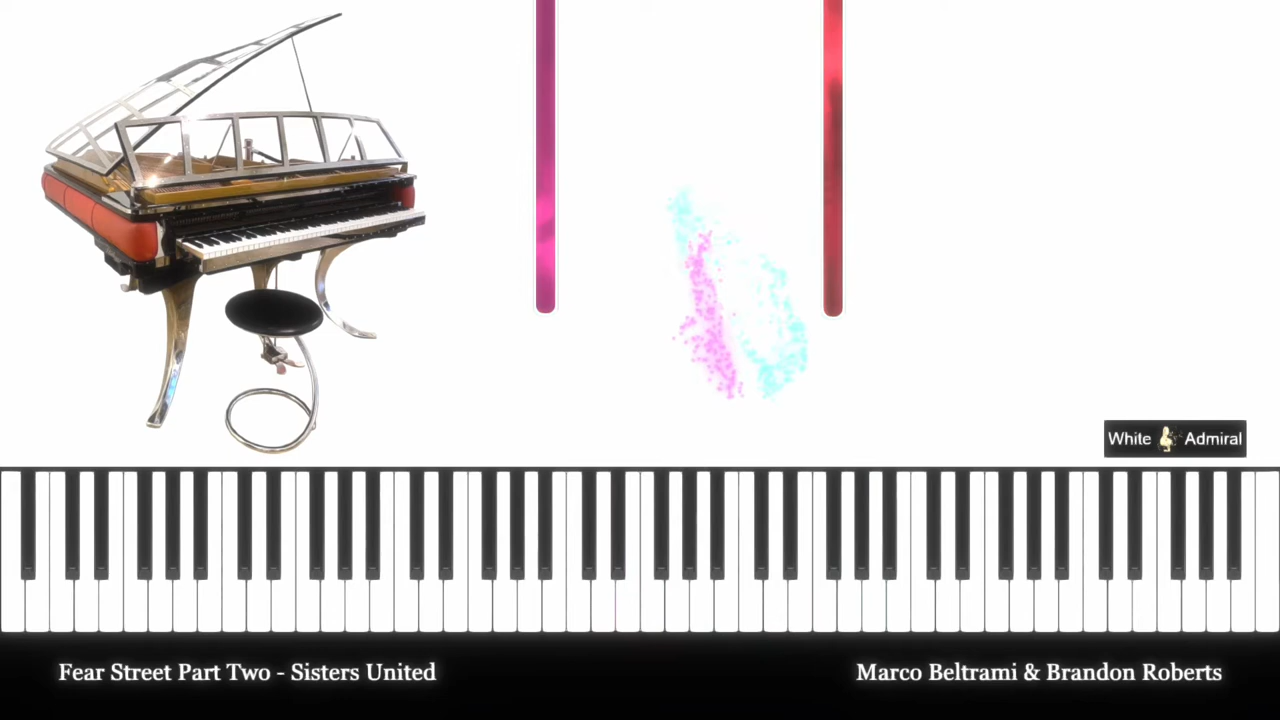 White Admiral
Fear Street Part Two - Sisters United
Marco Beltrami & Brandon Roberts